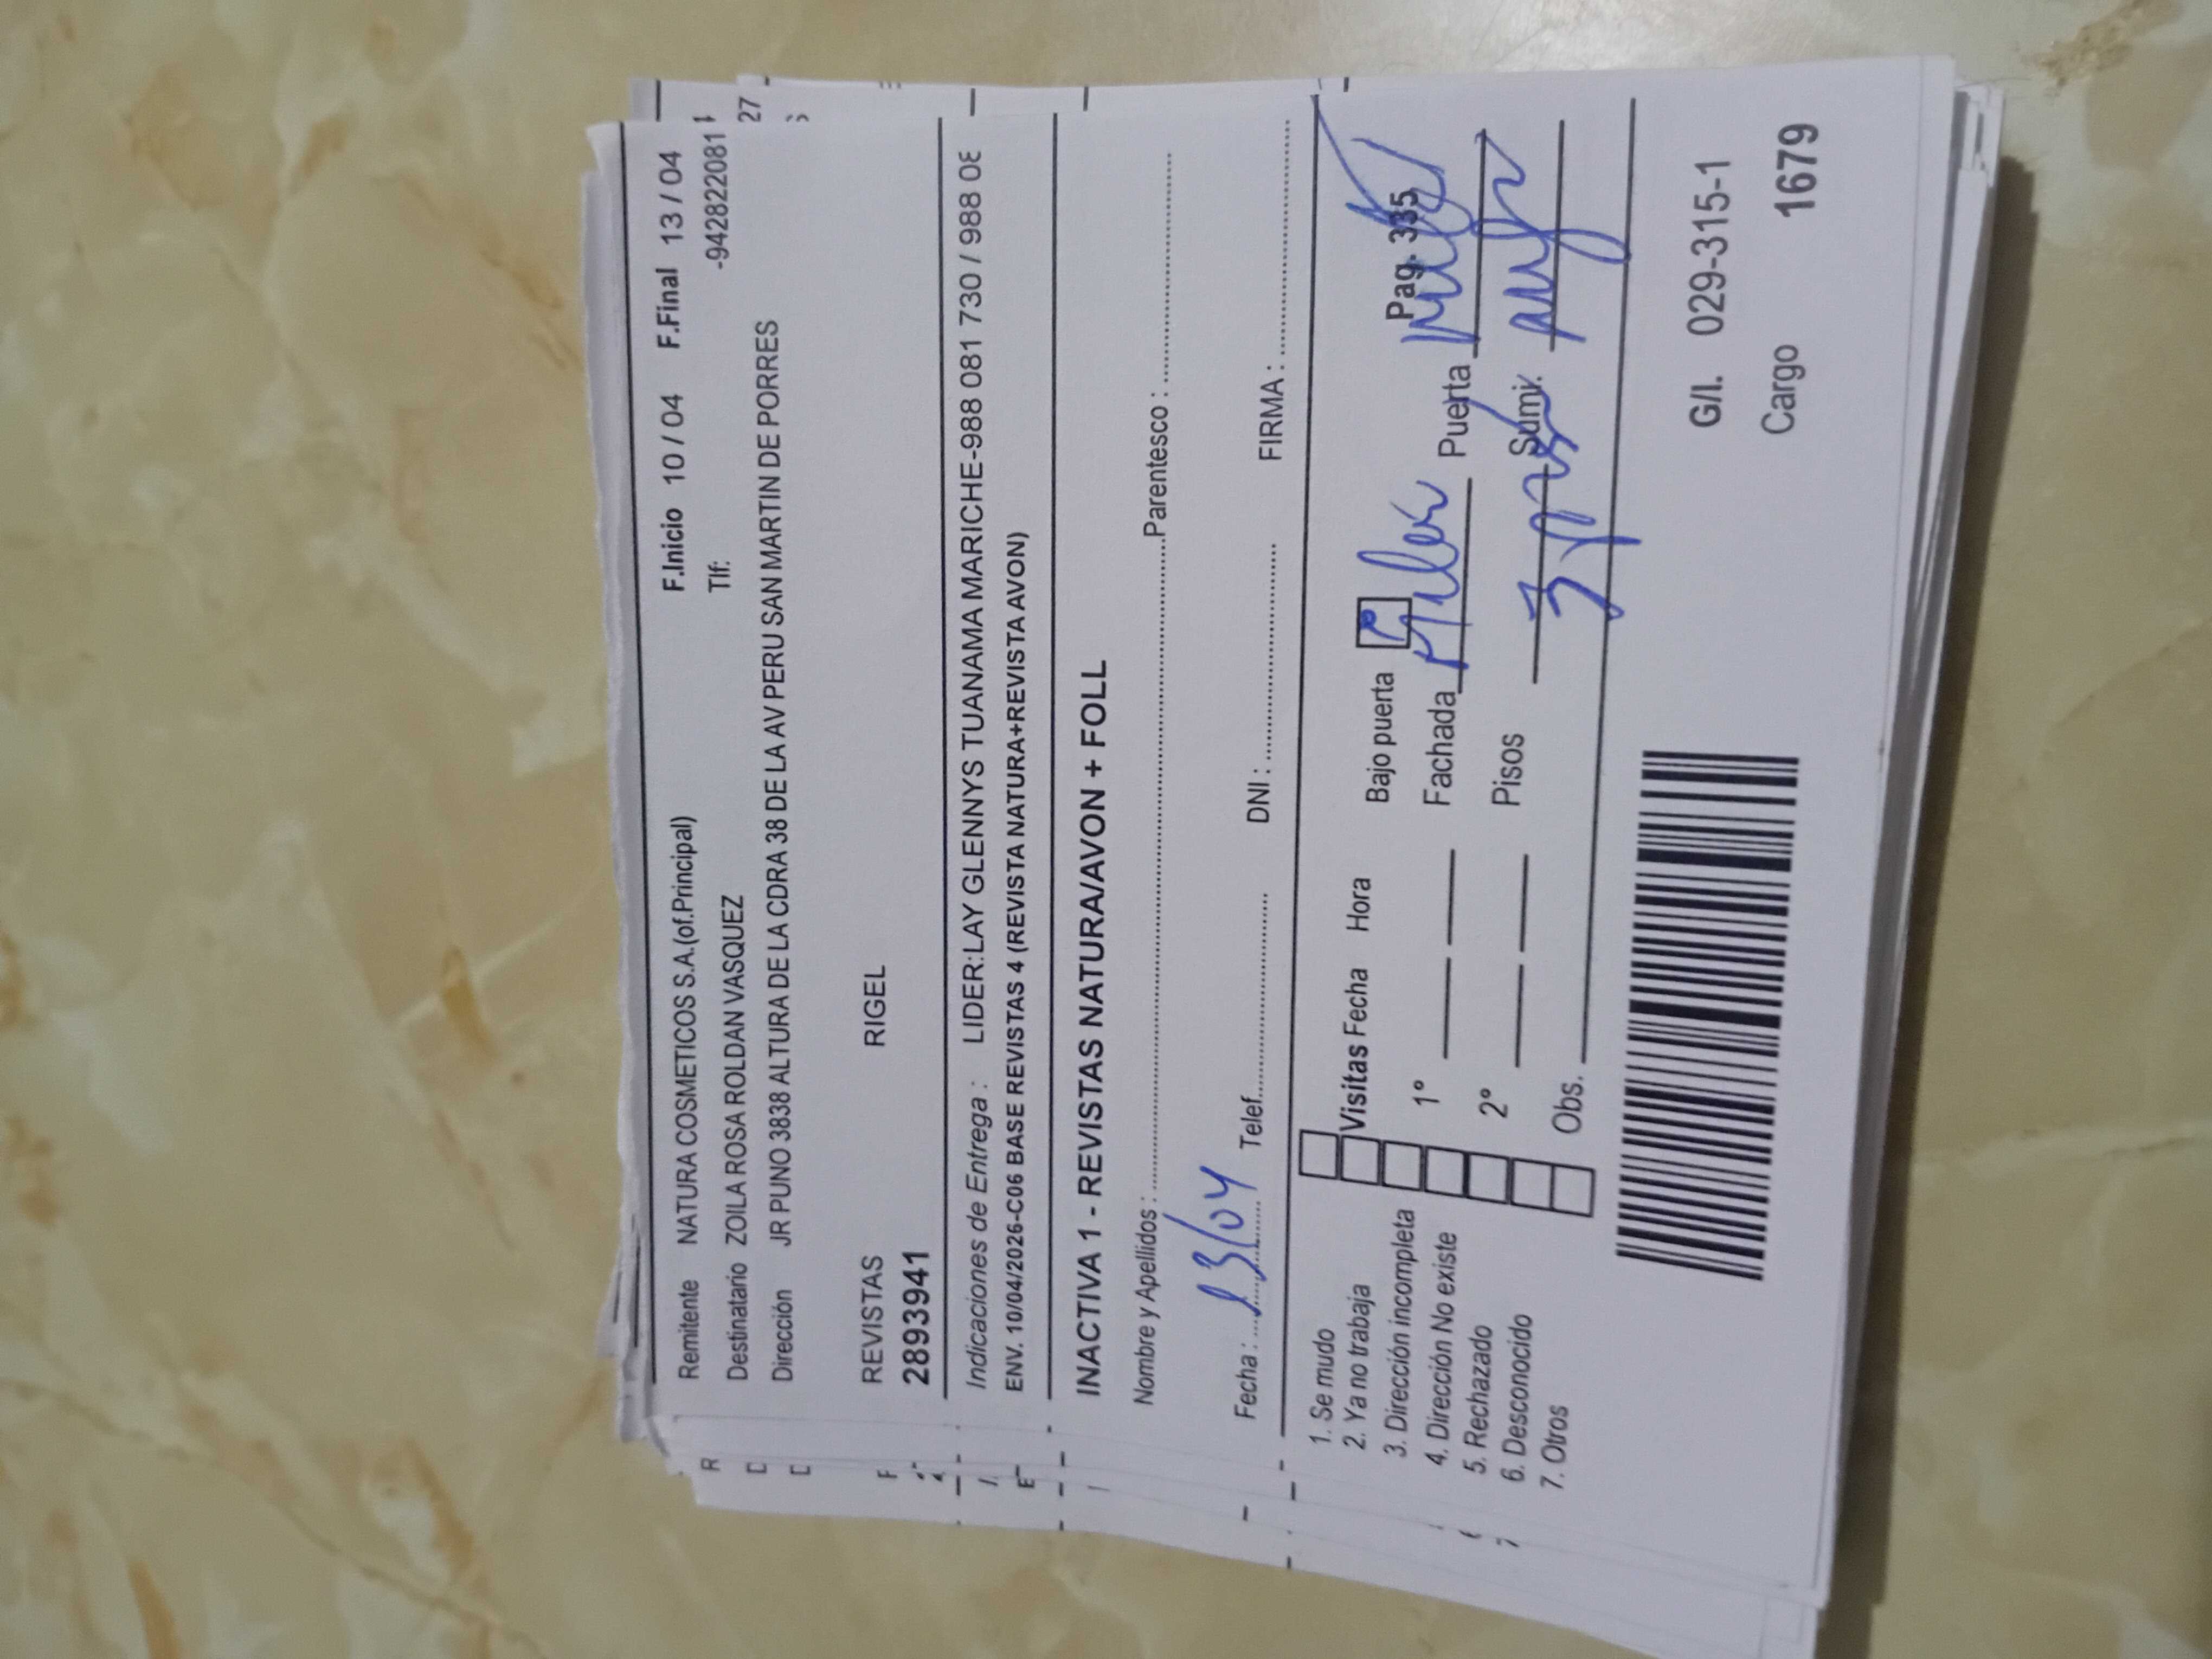 F.Inicio 10 / 04 F.Final 13 / 04
Remitente NATURA COSMETICOS S.A.(of.Principal)
Tlf: -942822081
Destinatario ZOILA ROSA ROLDAN VASQUEZ
Dirección JR PUNO 3838 ALTURA DE LA CDRA 38 DE LA AV PERU SAN MARTIN DE PORRES
27
REVISTAS RIGEL
2893941
Indicaciones de Entrega : LIDER:LAY GLENNYS TUANAMA MARICHE-988 081 730 / 988 08
ENV. 10/04/2026-C06 BASE REVISTAS 4 (REVISTA NATURA+REVISTA AVON)
INACTIVA 1 - REVISTAS NATURA/AVON + FOLL
Nombre y Apellidos : Parentesco :
Fecha : 13/04 Telef. DNI : FIRMA :
1. Se mudo
2. Ya no trabaja
3. Dirección incompleta
4. Dirección No existe
5. Rechazado
6. Desconocido
7. Otros
Visitas Fecha Hora
1°
2°
Obs.
Bajo puerta Pag. 335
Fachada Puerta
Pisos 3 Sumi.
G/I. 029-315-1
Cargo 1679